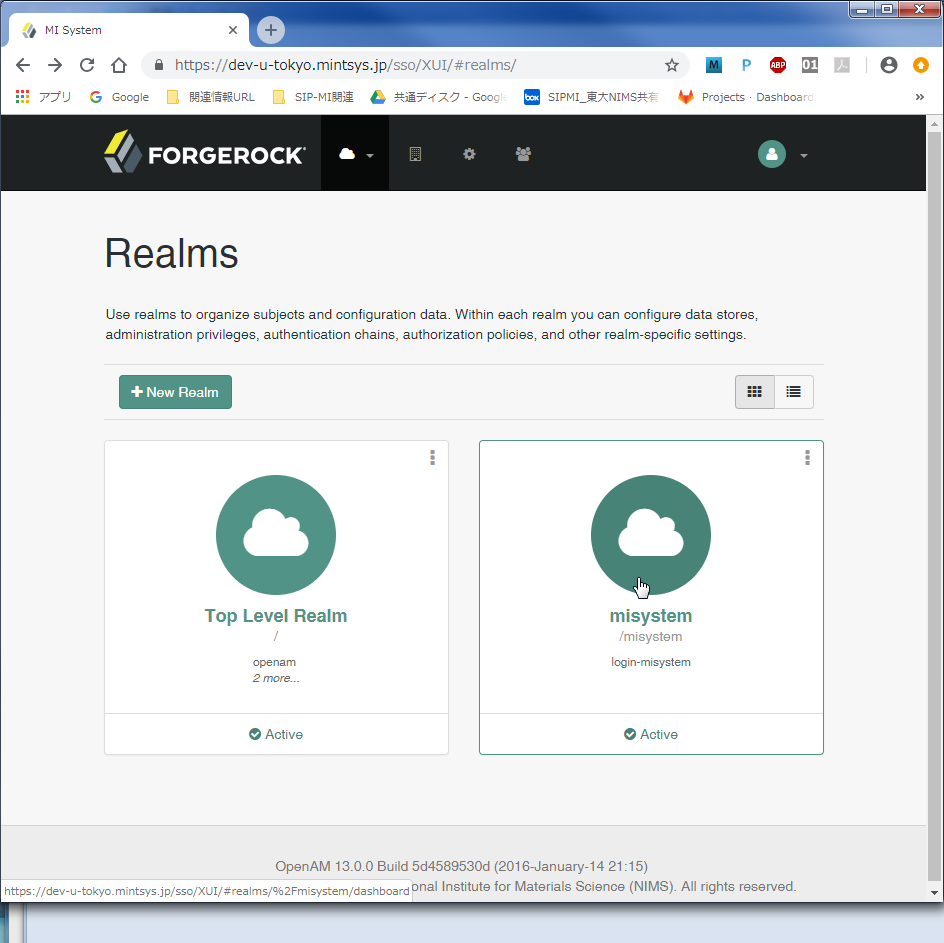 MI System
https://dev-u-tokyo.mintsys.jp/sso/XUI/#realms/
M P ABP 01
アプリ Google 関連情報URL SIP-MI関連 共通ディスク - Google box SIPMI_東大NIMS共有 Projects · Dashboard »
FORGEROCK
Realms
Use realms to organize subjects and configuration data. Within each realm you can configure data stores,
administration privileges, authentication chains, authorization policies, and other realm-specific settings.
New Realm
Top Level Realm
/
openam
2 more...
Active
misystem
/misystem
login-misystem
Active
OpenAM 13.0.0 Build 5d4589530d (2016-January-14 21:15)
onal Institute for Materials Science (NIMS). All rights reserved.
https://dev-u-tokyo.mintsys.jp/sso/XUI/#realms/%2Fmisystem/dashboard